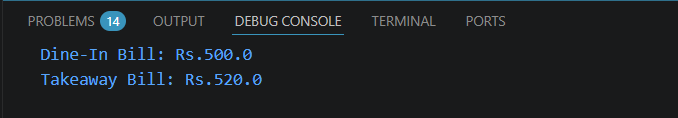 PROBLEMS 14 OUTPUT DEBUG CONSOLE TERMINAL PORTS
Dine-In Bill: Rs.500.0
Takeaway Bill: Rs.520.0